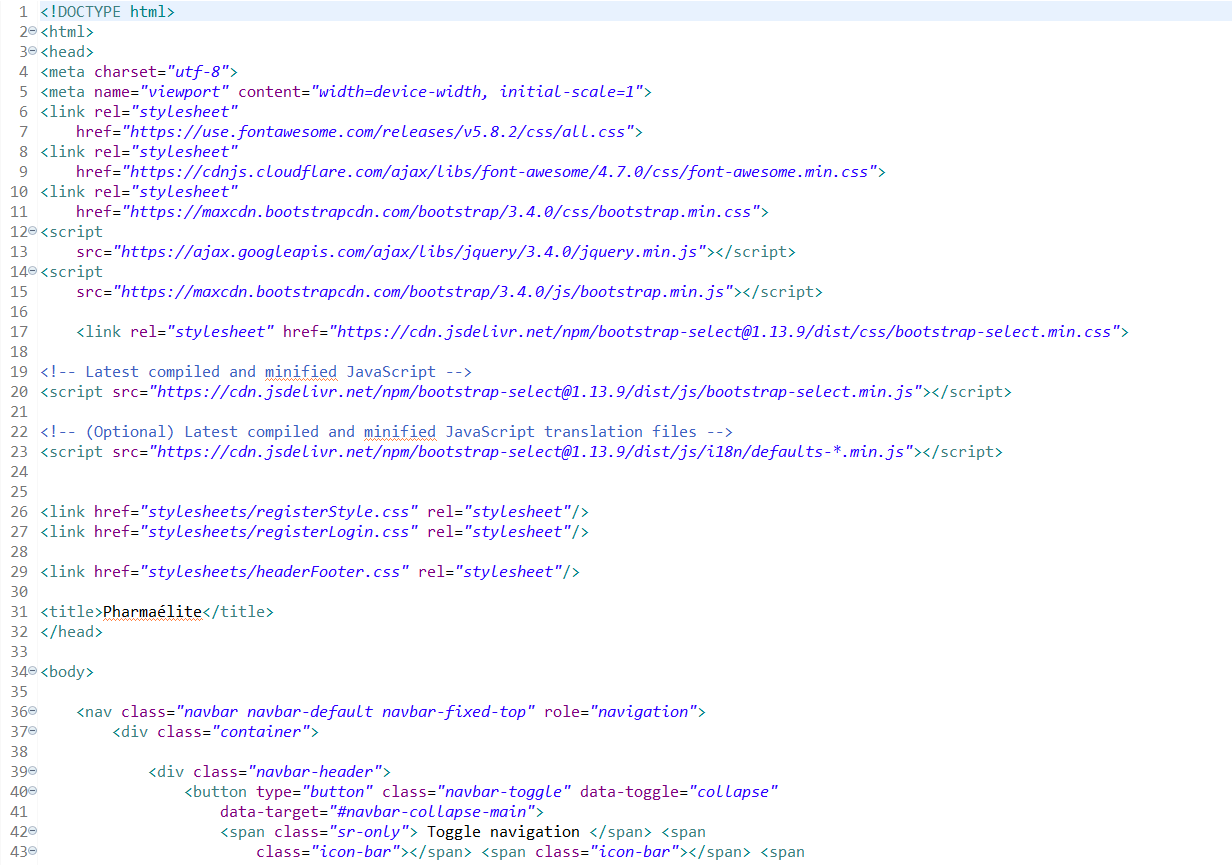 1 <!DOCTYPE html>
2 <html>
3 <head>
4 <meta charset="utf-8">
5 <meta name="viewport" content="width=device-width, initial-scale=1">
6 <link rel="stylesheet"
7     href="https://use.fontawesome.com/releases/v5.8.2/css/all.css">
8 <link rel="stylesheet"
9     href="https://cdnjs.cloudflare.com/ajax/libs/font-awesome/4.7.0/css/font-awesome.min.css">
10 <link rel="stylesheet"
11     href="https://maxcdn.bootstrapcdn.com/bootstrap/3.4.0/css/bootstrap.min.css">
12 <script
13     src="https://ajax.googleapis.com/ajax/libs/jquery/3.4.0/jquery.min.js"></script>
14 <script
15     src="https://maxcdn.bootstrapcdn.com/bootstrap/3.4.0/js/bootstrap.min.js"></script>
16
17     <link rel="stylesheet" href="https://cdn.jsdelivr.net/npm/bootstrap-select@1.13.9/dist/css/bootstrap-select.min.css">
18
19 <!-- Latest compiled and minified JavaScript -->
20 <script src="https://cdn.jsdelivr.net/npm/bootstrap-select@1.13.9/dist/js/bootstrap-select.min.js"></script>
21
22 <!-- (Optional) Latest compiled and minified JavaScript translation files -->
23 <script src="https://cdn.jsdelivr.net/npm/bootstrap-select@1.13.9/dist/js/i18n/defaults-*.min.js"></script>
24
25
26 <link href="stylesheets/registerStyle.css" rel="stylesheet"/>
27 <link href="stylesheets/registerLogin.css" rel="stylesheet"/>
28
29 <link href="stylesheets/headerFooter.css" rel="stylesheet"/>
30
31 <title>Pharmaélite</title>
32 </head>
33
34 <body>
35
36     <nav class="navbar navbar-default navbar-fixed-top" role="navigation">
37         <div class="container">
38
39             <div class="navbar-header">
40                 <button type="button" class="navbar-toggle" data-toggle="collapse"
41                     data-target="#navbar-collapse-main">
42                     <span class="sr-only"> Toggle navigation </span> <span
43                         class="icon-bar"></span> <span class="icon-bar"></span> <span